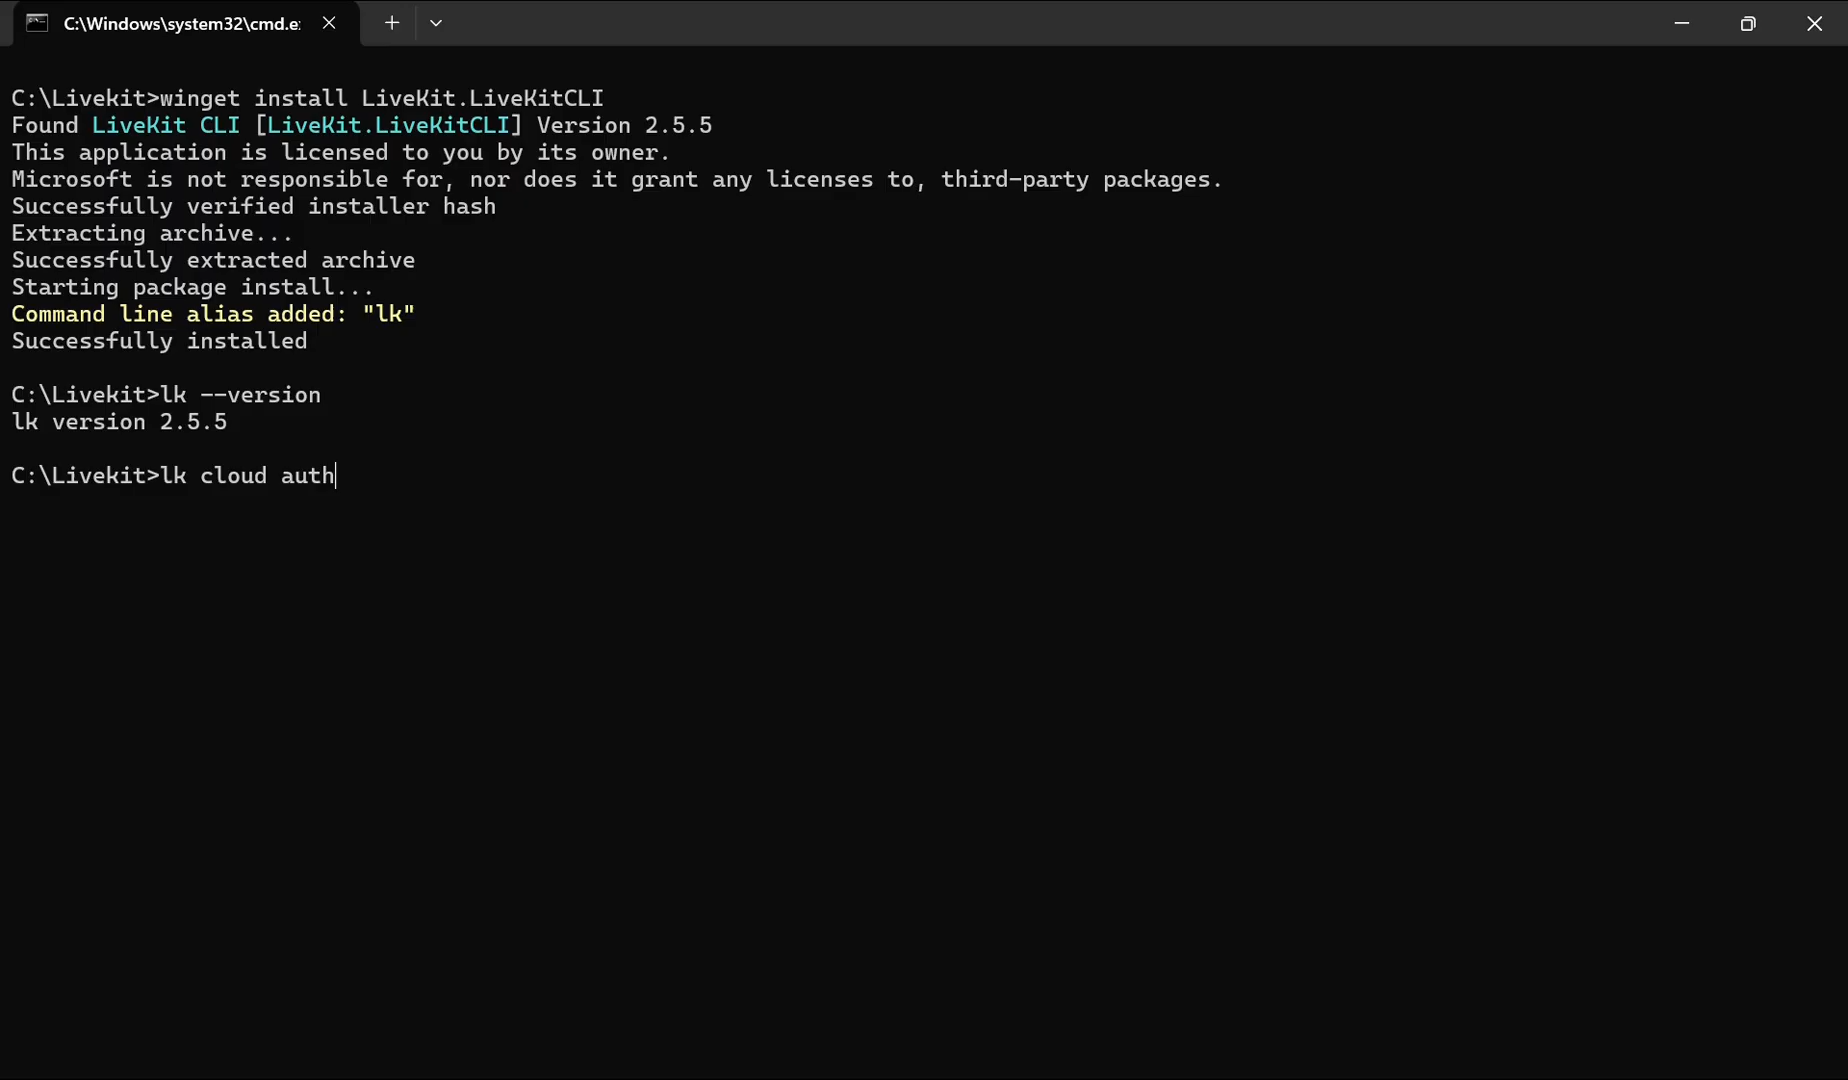 C:\Windows\system32\cmd.e
C:\Livekit>winget install LiveKit.LiveKitCLI
Found LiveKit CLI [LiveKit.LiveKitCLI] Version 2.5.5
This application is licensed to you by its owner.
Microsoft is not responsible for, nor does it grant any licenses to, third-party packages.
Successfully verified installer hash
Extracting archive...
Successfully extracted archive
Starting package install...
Command line alias added: "lk"
Successfully installed
C:\Livekit>lk --version
lk version 2.5.5
C:\Livekit>lk cloud auth